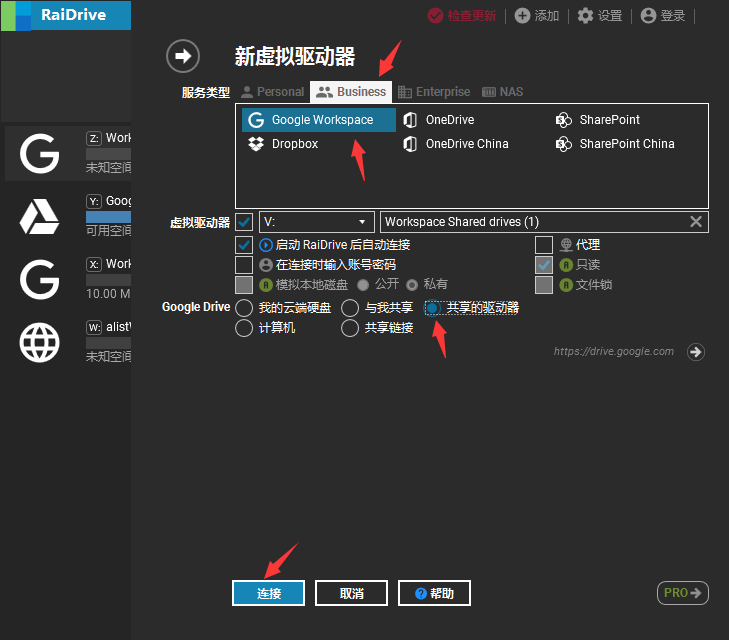 RaiDrive
检查更新 添加 设置 登录
新虚拟驱动器
服务类型 Personal Business Enterprise NAS
Google Workspace OneDrive SharePoint
Dropbox OneDrive China SharePoint China
Z: Work
未知空间
Y: Goog
可用空间
X: Work
10.00 M
W: alistW
未知空间
虚拟驱动器 V: Workspace Shared drives (1)
启动 RaiDrive 后自动连接 代理
在连接时输入账号密码 A 只读
A 模拟本地磁盘 公开 私有 A 文件锁
Google Drive 我的云端硬盘 与我共享 共享的驱动器
计算机 共享链接
https://drive.google.com
连接 取消 ? 帮助
PRO